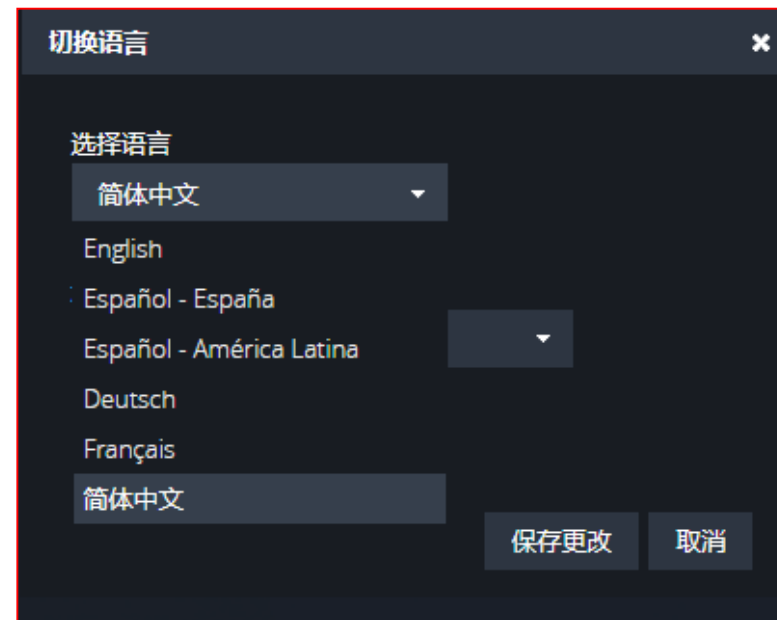 切换语言
选择语言
简体中文
English
Español - España
Español - América Latina
Deutsch
Français
简体中文
保存更改 取消